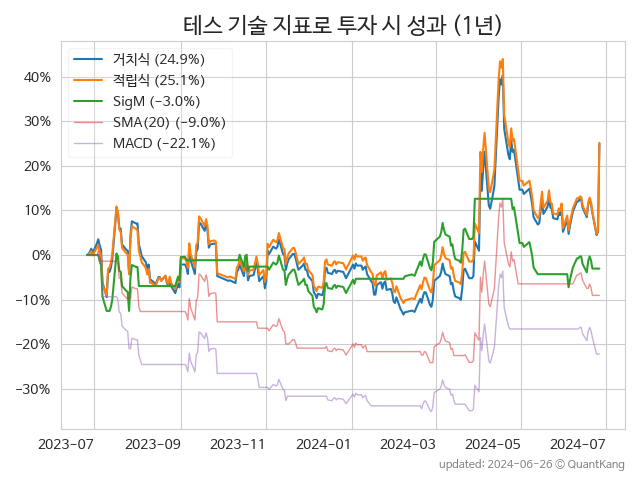 테스 기술 지표로 투자 시 성과 (1년)
거치식 (24.9%)
적립식 (25.1%)
SigM (−3.0%)
SMA(20) (−9.0%)
MACD (−22.1%)
40%
30%
20%
10%
0%
−10%
−20%
−30%
2023-07 2023-09 2023-11 2024-01 2024-03 2024-05 2024-07
updated: 2024-06-26 ⓒ QuantKang